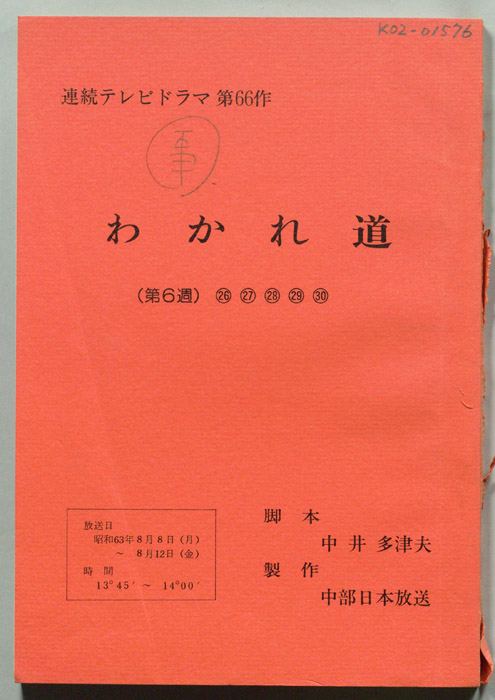 K02-01576
連続テレビドラマ 第66作
わかれ道
(第6週) ㉖ ㉗ ㉘ ㉙ ㉚
放送日
昭和63年8月8日(月)
~ 8月12日(金)
時間
13°45′~ 14°00′
脚本
中井 多津夫
製作
中部日本放送